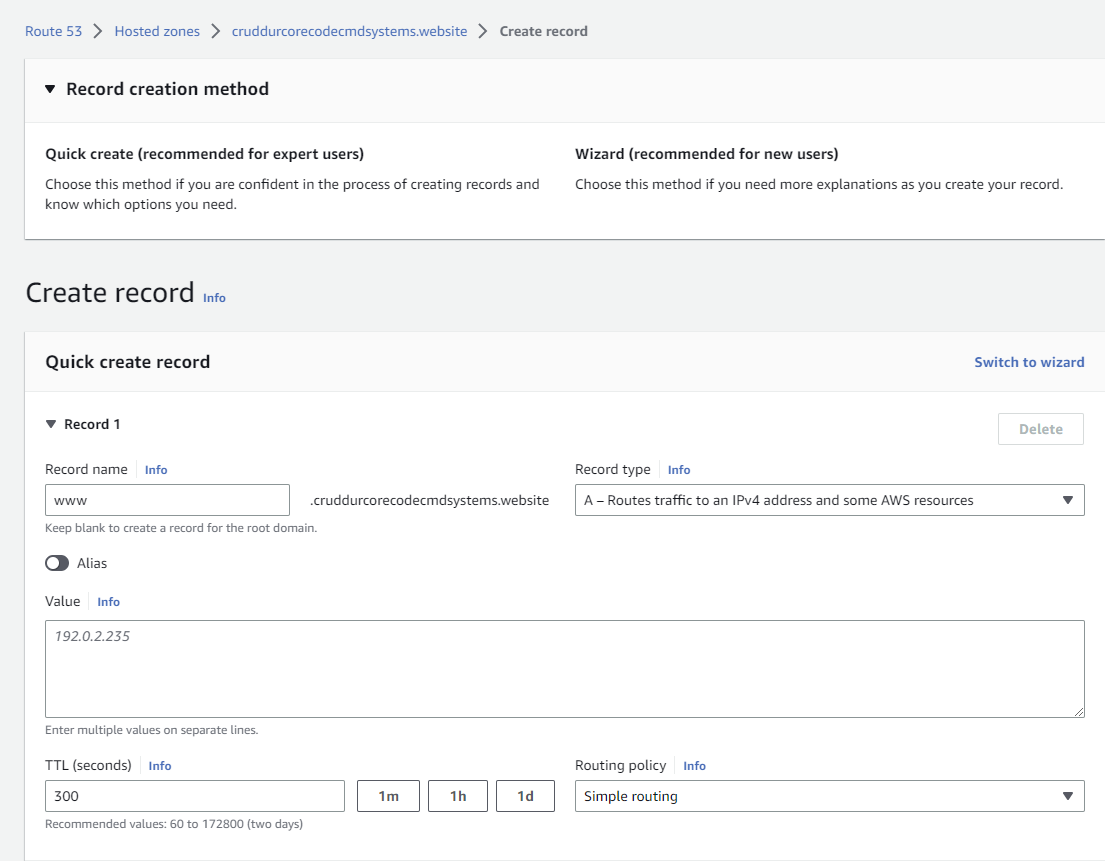 Route 53 > Hosted zones > cruddurcorecodecmdsystems.website > Create record
Record creation method
Quick create (recommended for expert users)
Choose this method if you are confident in the process of creating records and
know which options you need.
Wizard (recommended for new users)
Choose this method if you need more explanations as you create your record.
Create record Info
Quick create record
Switch to wizard
Record 1
Delete
Record name Info
www
.cruddurcorecodecmdsystems.website
Keep blank to create a record for the root domain.
Record type Info
A – Routes traffic to an IPv4 address and some AWS resources
Alias
Value Info
192.0.2.235
Enter multiple values on separate lines.
TTL (seconds) Info
300
1m
1h
1d
Recommended values: 60 to 172800 (two days)
Routing policy Info
Simple routing